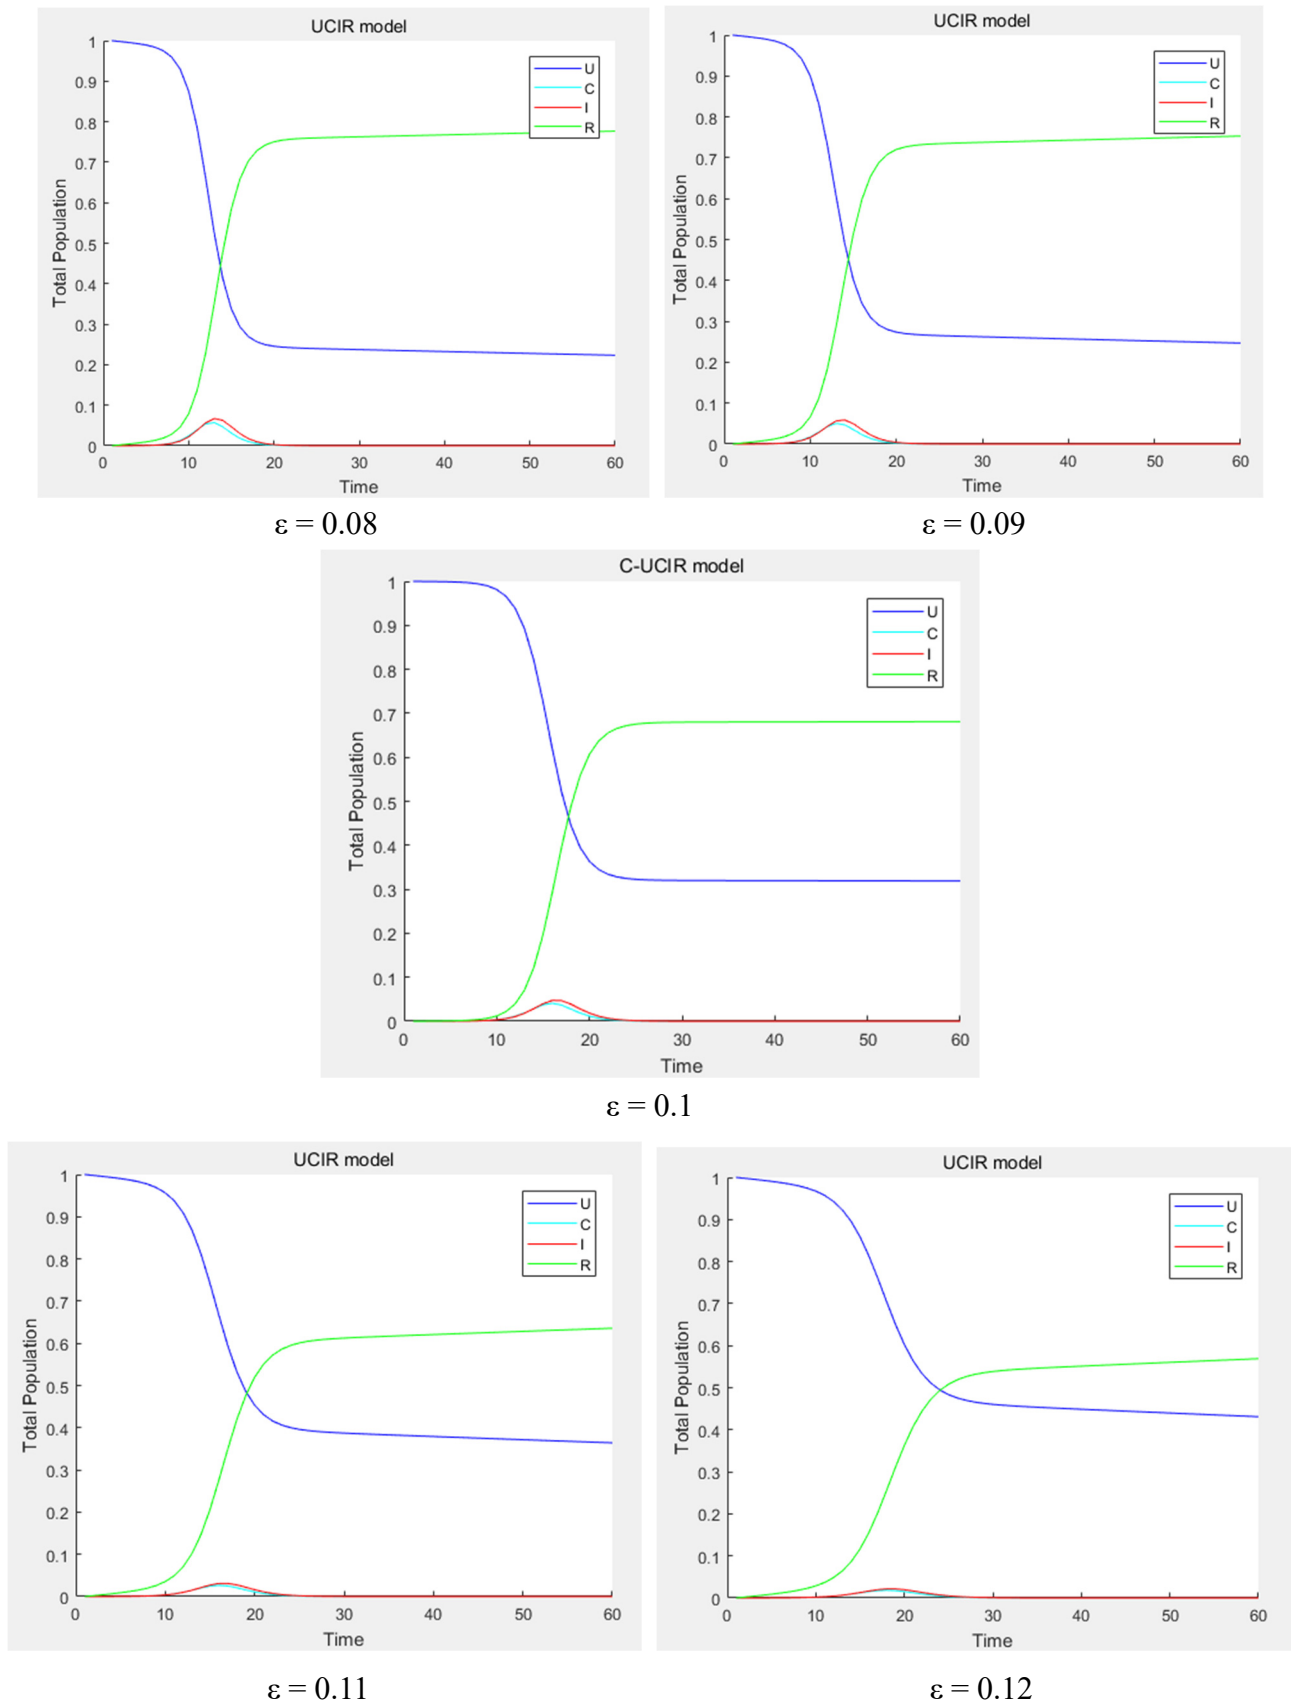 UCIR model
Total Population
1
0.9
0.8
0.7
0.6
0.5
0.4
0.3
0.2
0.1
0
U
C
I
R
0 10 20 30 40 50 60
Time
ε = 0.08
UCIR model
Total Population
1
0.9
0.8
0.7
0.6
0.5
0.4
0.3
0.2
0.1
0
U
C
I
R
0 10 20 30 40 50 60
Time
ε = 0.09
C-UCIR model
Total Population
1
0.9
0.8
0.7
0.6
0.5
0.4
0.3
0.2
0.1
0
U
C
I
R
0 10 20 30 40 50 60
Time
ε = 0.1
UCIR model
Total Population
1
0.9
0.8
0.7
0.6
0.5
0.4
0.3
0.2
0.1
0
U
C
I
R
0 10 20 30 40 50 60
Time
ε = 0.11
UCIR model
Total Population
1
0.9
0.8
0.7
0.6
0.5
0.4
0.3
0.2
0.1
0
U
C
I
R
0 10 20 30 40 50 60
Time
ε = 0.12